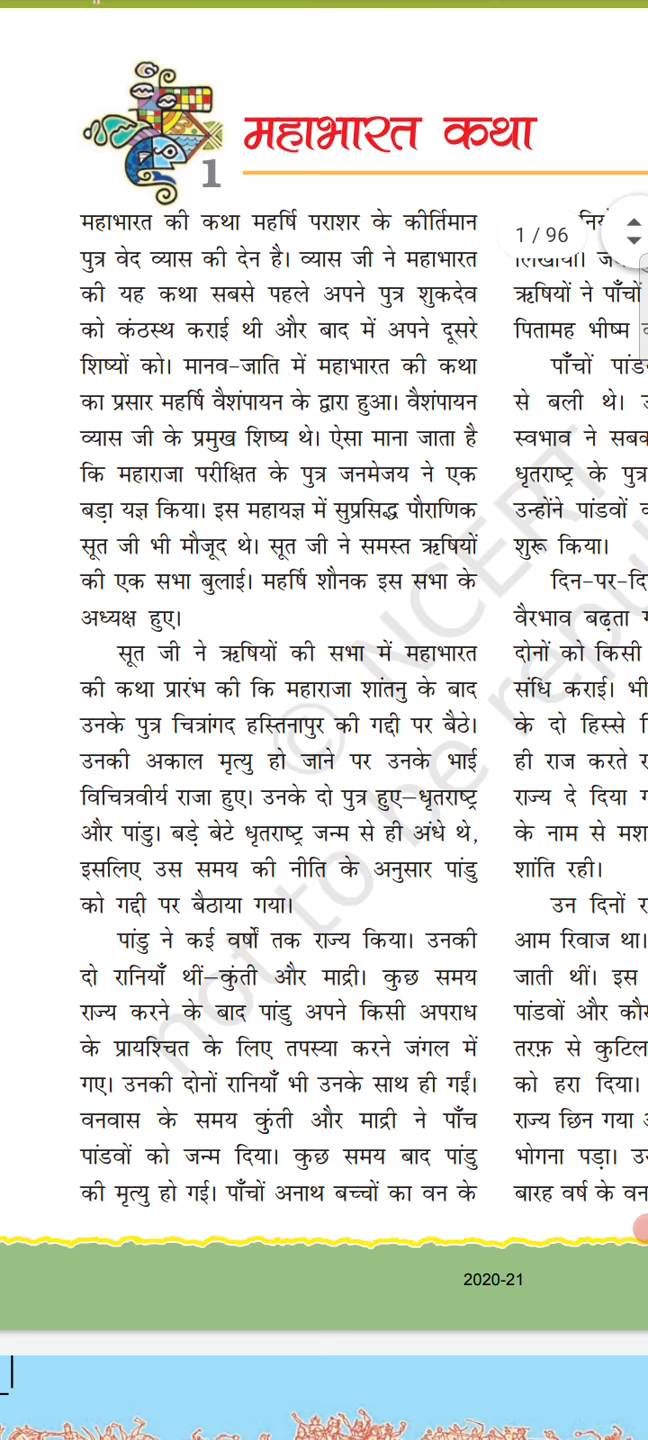 महाभारत कथा
1
महाभारत की कथा महर्षि पराशर के कीर्तिमान
पुत्र वेद व्यास की देन है। व्यास जी ने महाभारत
की यह कथा सबसे पहले अपने पुत्र शुकदेव
को कंठस्थ कराई थी और बाद में अपने दूसरे
शिष्यों को। मानव-जाति में महाभारत की कथा
का प्रसार महर्षि वैशंपायन के द्वारा हुआ। वैशंपायन
व्यास जी के प्रमुख शिष्य थे। ऐसा माना जाता है
कि महाराजा परीक्षित के पुत्र जनमेजय ने एक
बड़ा यज्ञ किया। इस महायज्ञ में सुप्रसिद्ध पौराणिक
सूत जी भी मौजूद थे। सूत जी ने समस्त ऋषियों
की एक सभा बुलाई। महर्षि शौनक इस सभा के
अध्यक्ष हुए।
सूत जी ने ऋषियों की सभा में महाभारत
की कथा प्रारंभ की कि महाराजा शांतनु के बाद
उनके पुत्र चित्रांगद हस्तिनापुर की गद्दी पर बैठे।
उनकी अकाल मृत्यु हो जाने पर उनके भाई
विचित्रवीर्य राजा हुए। उनके दो पुत्र हुए—धृतराष्ट्र
और पांडु। बड़े बेटे धृतराष्ट्र जन्म से ही अंधे थे,
इसलिए उस समय की नीति के अनुसार पांडु
को गद्दी पर बैठाया गया।
पांडु ने कई वर्षों तक राज्य किया। उनकी
दो रानियाँ थीं—कुंती और माद्री। कुछ समय
राज्य करने के बाद पांडु अपने किसी अपराध
के प्रायश्चित के लिए तपस्या करने जंगल में
गए। उनकी दोनों रानियाँ भी उनके साथ ही गईं।
वनवास के समय कुंती और माद्री ने पाँच
पांडवों को जन्म दिया। कुछ समय बाद पांडु
की मृत्यु हो गई। पाँचों अनाथ बच्चों का वन के
1 / 96
ऋषियों ने पाँचों
पितामह भीष्म
पाँचों
से बली थे।
स्वभाव ने
धृतराष्ट्र के पुत्र
उन्होंने पांडवों
शुरू किया।
वैरभाव बढ़ता
दोनों को किसी
संधि कराई।
के दो हिस्से
ही राज करते
राज्य दे दिया
के नाम से
शांति रही।
उन दिनों
आम रिवाज था।
जाती थीं। इस
पांडवों और
तरफ़ से
को हरा दिया।
राज्य छिन गया
भोगना पड़ा।
बारह वर्ष के
© NCERT
not to be
2020-21